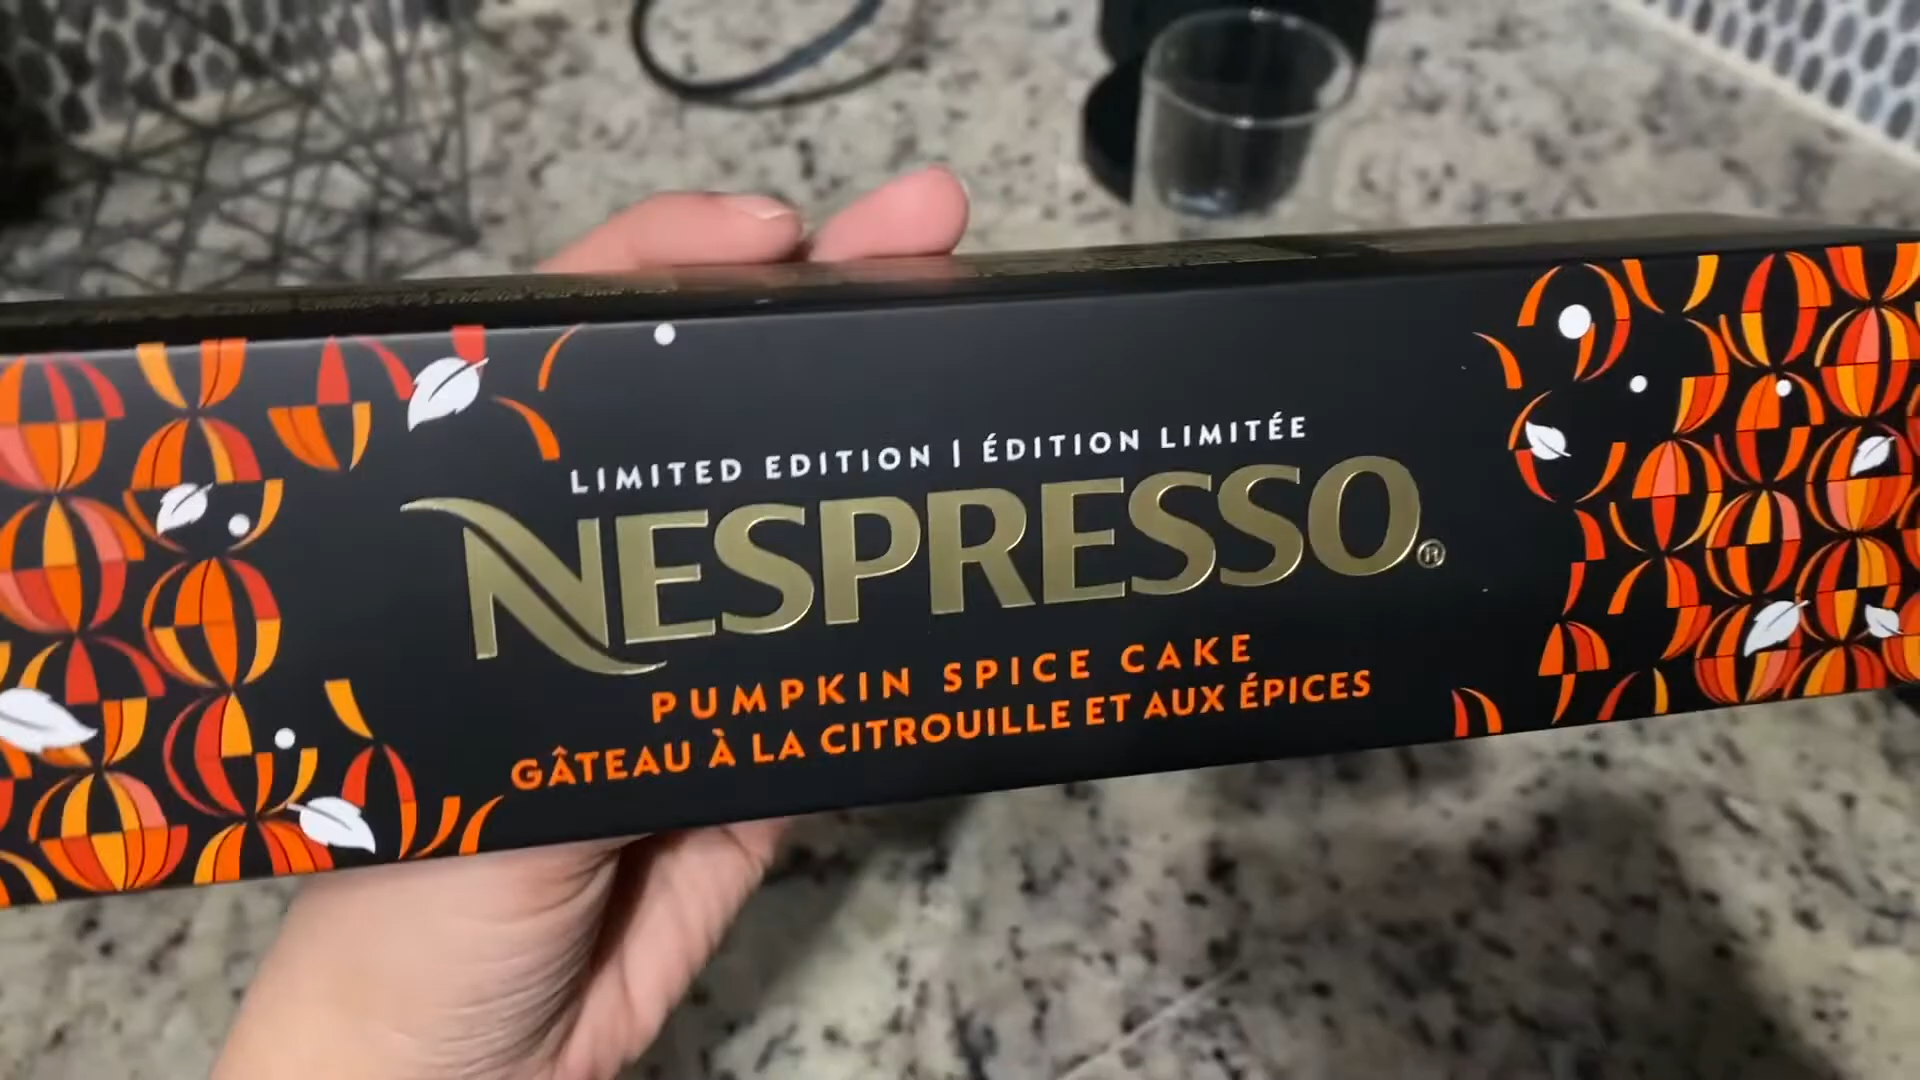 LIMITED EDITION | ÉDITION LIMITÉE
NESPRESSO®
PUMPKIN SPICE CAKE
GÂTEAU À LA CITROUILLE ET AUX ÉPICES